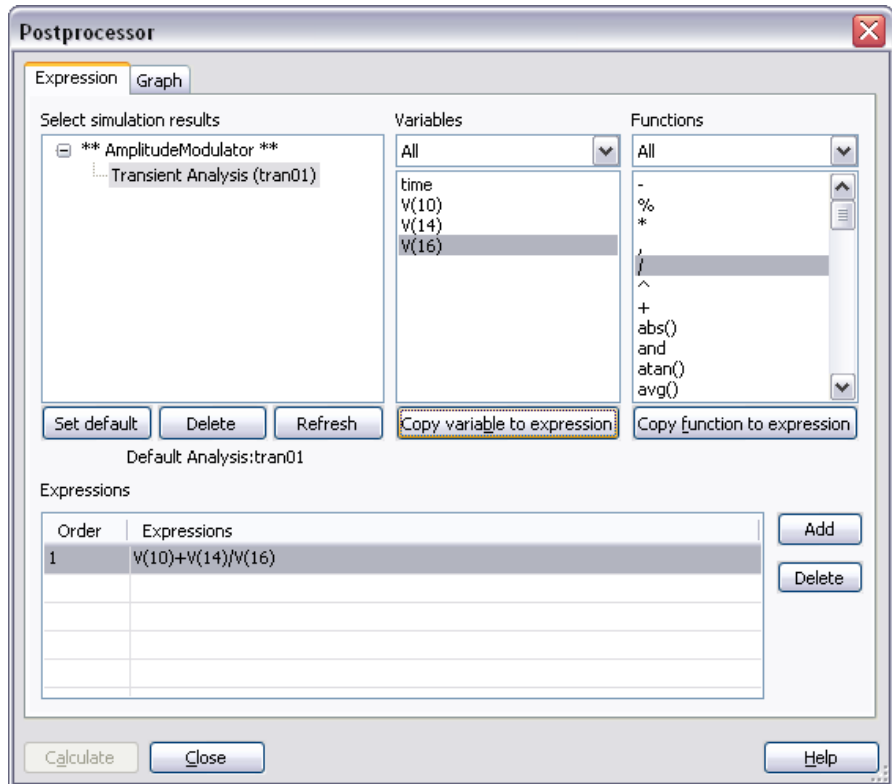 Postprocessor
Expression Graph
Select simulation results Variables Functions
** AmplitudeModulator ** All All
Transient Analysis (tran01)
time
V(10)
V(14)
V(16)
-
%
*
,
/
^
+
abs()
and
atan()
avg()
Set default Delete Refresh Copy variable to expression Copy function to expression
Default Analysis:tran01
Expressions
Order Expressions Add
1 V(10)+V(14)/V(16)
Delete
Calculate Close Help